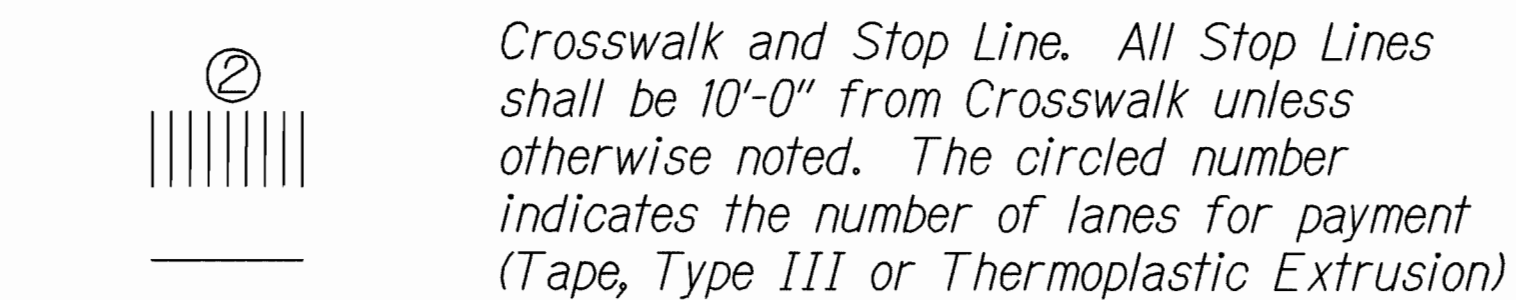 ②
Crosswalk and Stop Line. All Stop Lines
shall be 10'-0" from Crosswalk unless
otherwise noted. The circled number
indicates the number of lanes for payment
(Tape, Type III or Thermoplastic Extrusion)